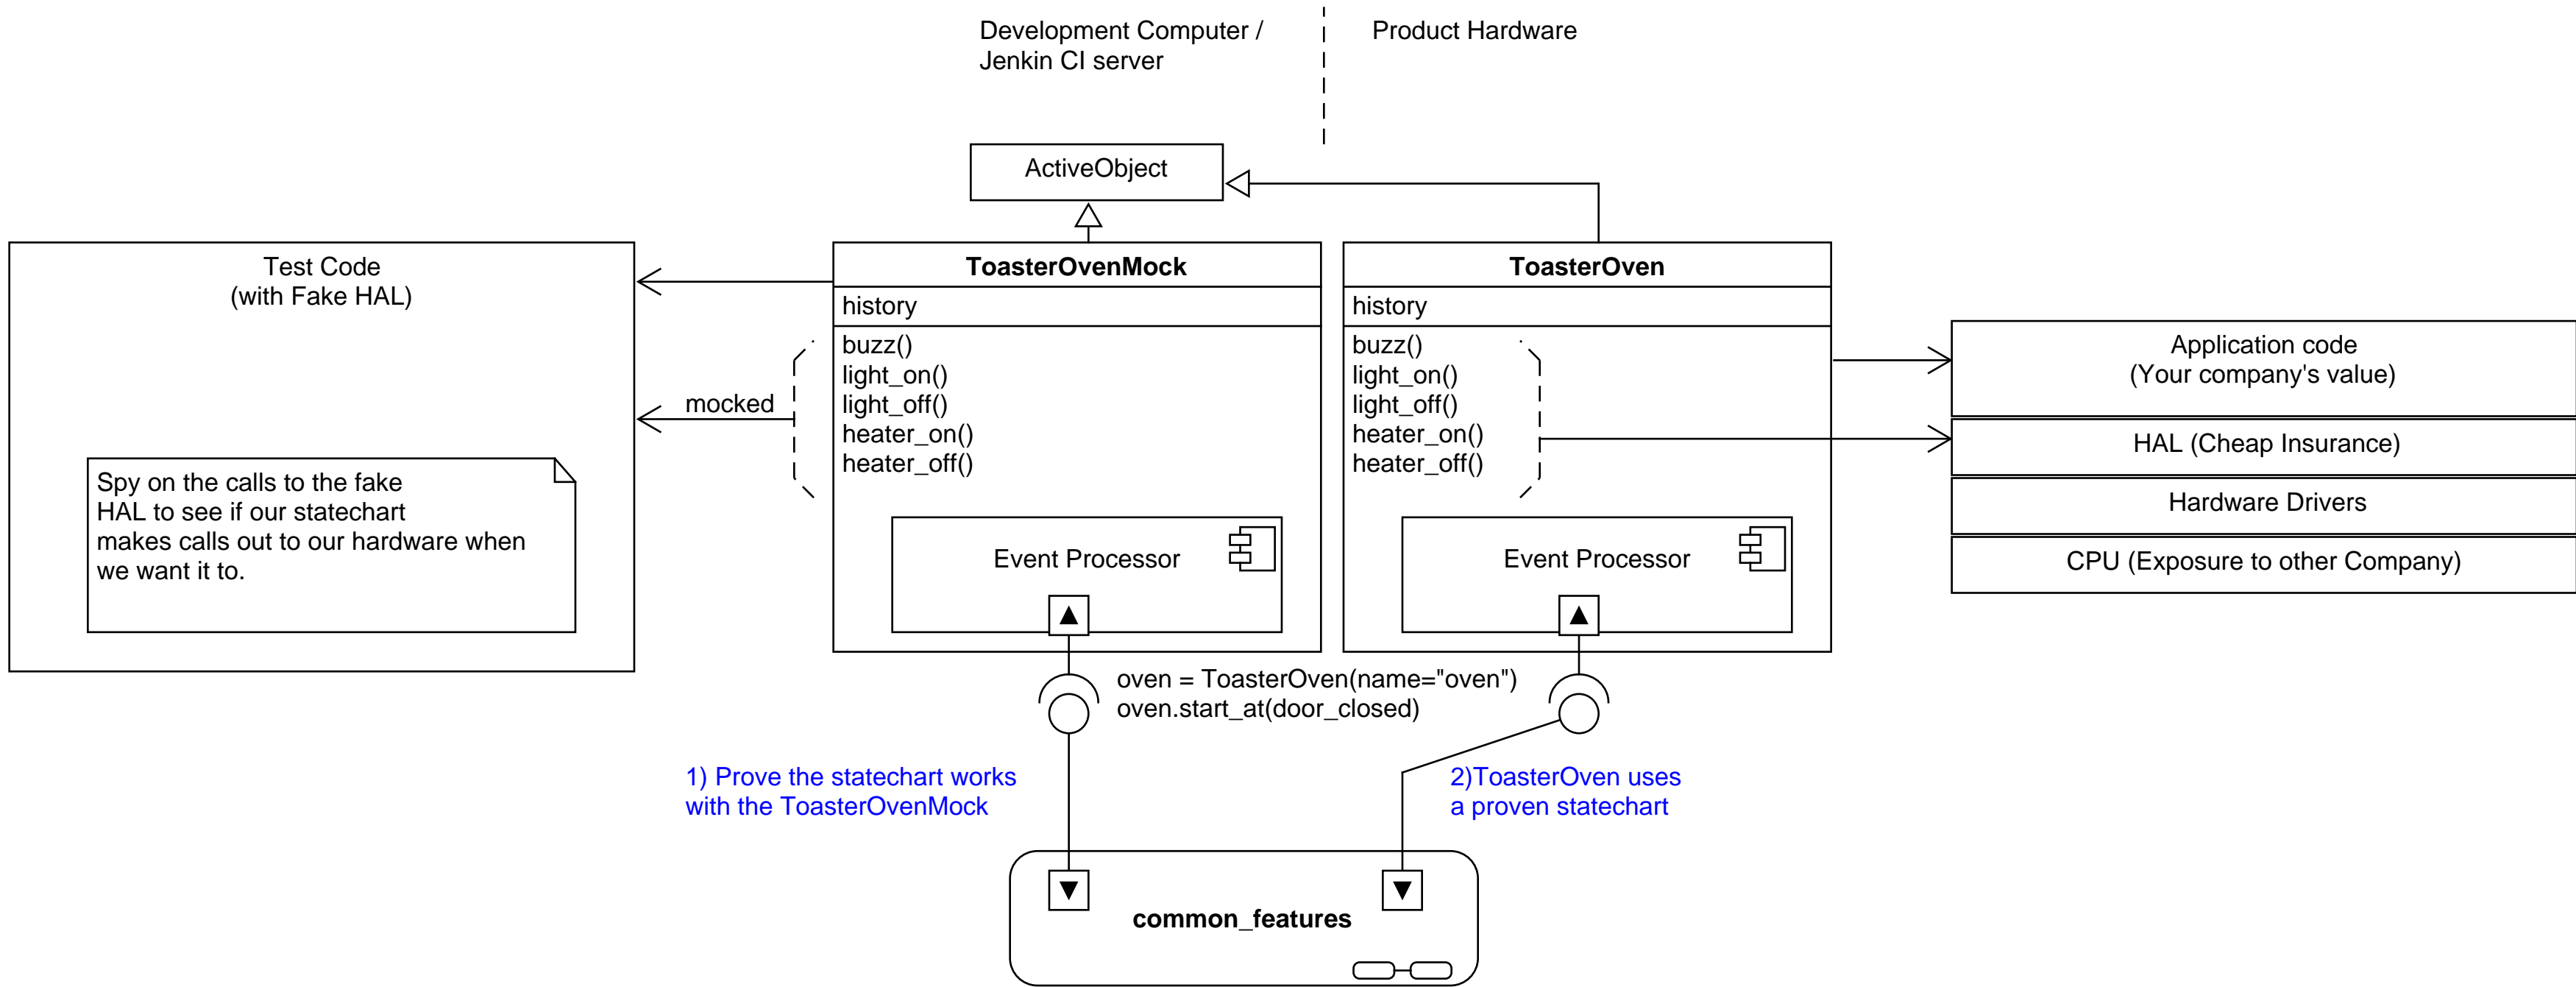 Development Computer /
Jenkin CI server
Product Hardware
ActiveObject
Test Code
(with Fake HAL)
Spy on the calls to the fake
HAL to see if our statechart
makes calls out to our hardware when
we want it to.
mocked
ToasterOvenMock
history
buzz()
light_on()
light_off()
heater_on()
heater_off()
Event Processor
ToasterOven
history
buzz()
light_on()
light_off()
heater_on()
heater_off()
Event Processor
Application code
(Your company's value)
HAL (Cheap Insurance)
Hardware Drivers
CPU (Exposure to other Company)
oven = ToasterOven(name="oven")
oven.start_at(door_closed)
1) Prove the statechart works
with the ToasterOvenMock
2)ToasterOven uses
a proven statechart
common_features